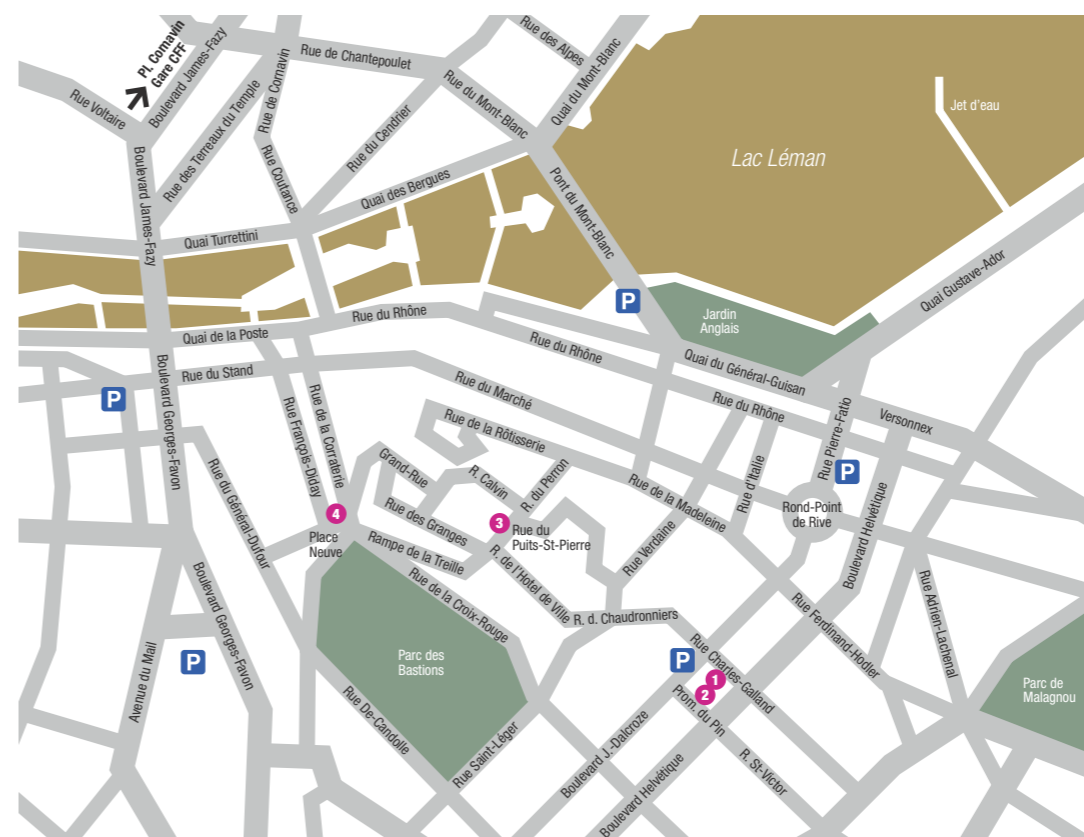 Pl. Cornavin
Gare CFF
Rue Voltaire
Boulevard James-Fazy
Rue des Terreaux du Temple
Rue de Cornavin
Rue de Chantepoulet
Rue des Alpes
Quai du Mont-Blanc
Rue du Mont-Blanc
Rue du Cendrier
Rue Coutance
Boulevard James-Fazy
Quai des Bergues
Quai Turrettini
Pont du Mont-Blanc
Lac Léman
Jet d'eau
Quai Gustave-Ador
P
Jardin
Anglais
Rue du Rhône
Quai de la Poste
Rue du Rhône
Quai du Général-Guisan
Rue du Stand
P
Boulevard Georges-Favon
Rue du Marché
Rue du Rhône
Versonnex
Rue Pierre-Fatio
Rue de la Corraterie
Rue François-Diday
Rue de la Rôtisserie
Grand-Rue
R. Calvin
R. du Perron
Rue de la Madeleine
Rue d'Italie
P
Rond-Point
de Rive
Boulevard Helvétique
Rue du Général-Dufour
4
Place
Neuve
Rue des Granges
3
Rue du
Puits-St-Pierre
Rampe de la Treille
Rue Verdaine
R. de l'Hotel de Ville
Rue de la Croix-Rouge
R. d. Chaudronniers
Rue Ferdinand-Hodler
Rue Adrien-Lachenal
Boulevard Georges-Favon
Avenue du Mail
P
Parc des
Bastions
P
Rue Charles-Galland
1
2
Prom. du Pin
Parc de
Malagnou
Rue De-Candolle
Rue Saint-Léger
Boulevard J.-Dalcroze
Boulevard Helvétique
R. St-Victor